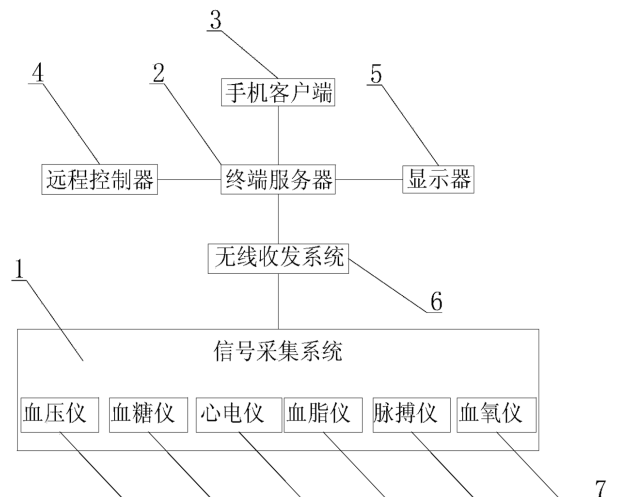 3
手机客户端
4
2
5
远程控制器
终端服务器
显示器
无线收发系统
1
6
信号采集系统
血压仪
血糖仪
心电仪
血脂仪
脉搏仪
血氧仪
7